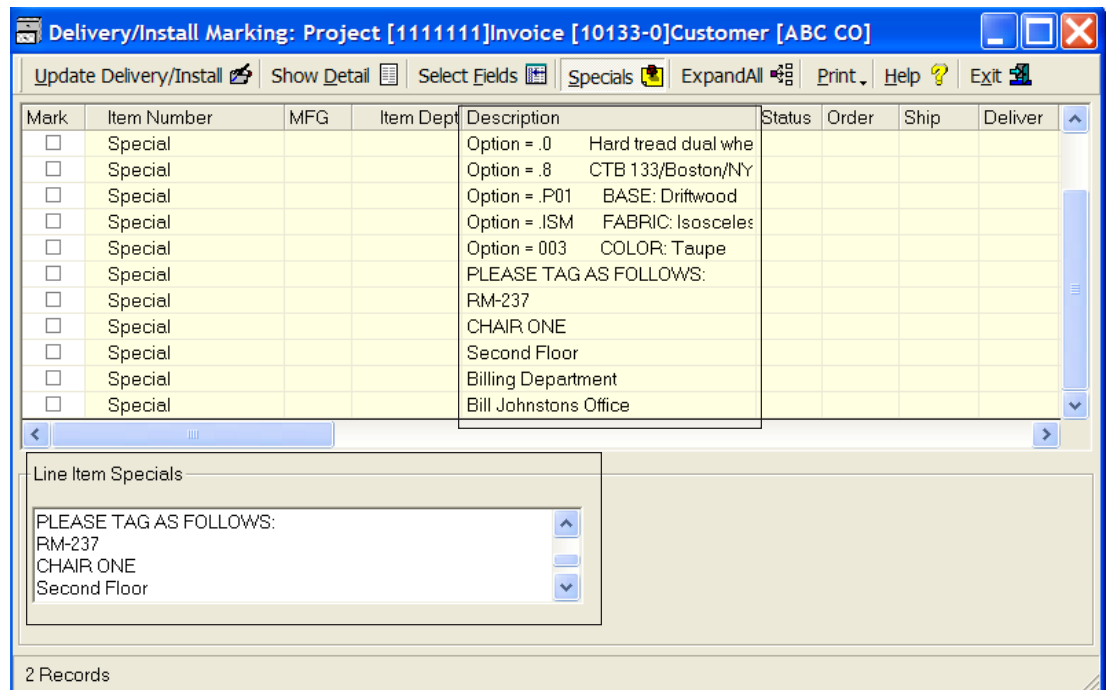 Delivery/Install Marking: Project [1111111]Invoice [10133-0]Customer [ABC CO]
Update Delivery/Install Show Detail Select Fields Specials ExpandAll Print Help Exit
Mark Item Number MFG Item Dept Description Status Order Ship Deliver
Special Option = .0 Hard tread dual whe
Special Option = .8 CTB 133/Boston/NY
Special Option = .P01 BASE: Driftwood
Special Option = .ISM FABRIC: Isosceles
Special Option = 003 COLOR: Taupe
Special PLEASE TAG AS FOLLOWS:
Special RM-237
Special CHAIR ONE
Special Second Floor
Special Billing Department
Special Bill Johnstons Office
Line Item Specials
PLEASE TAG AS FOLLOWS:
RM-237
CHAIR ONE
Second Floor
2 Records